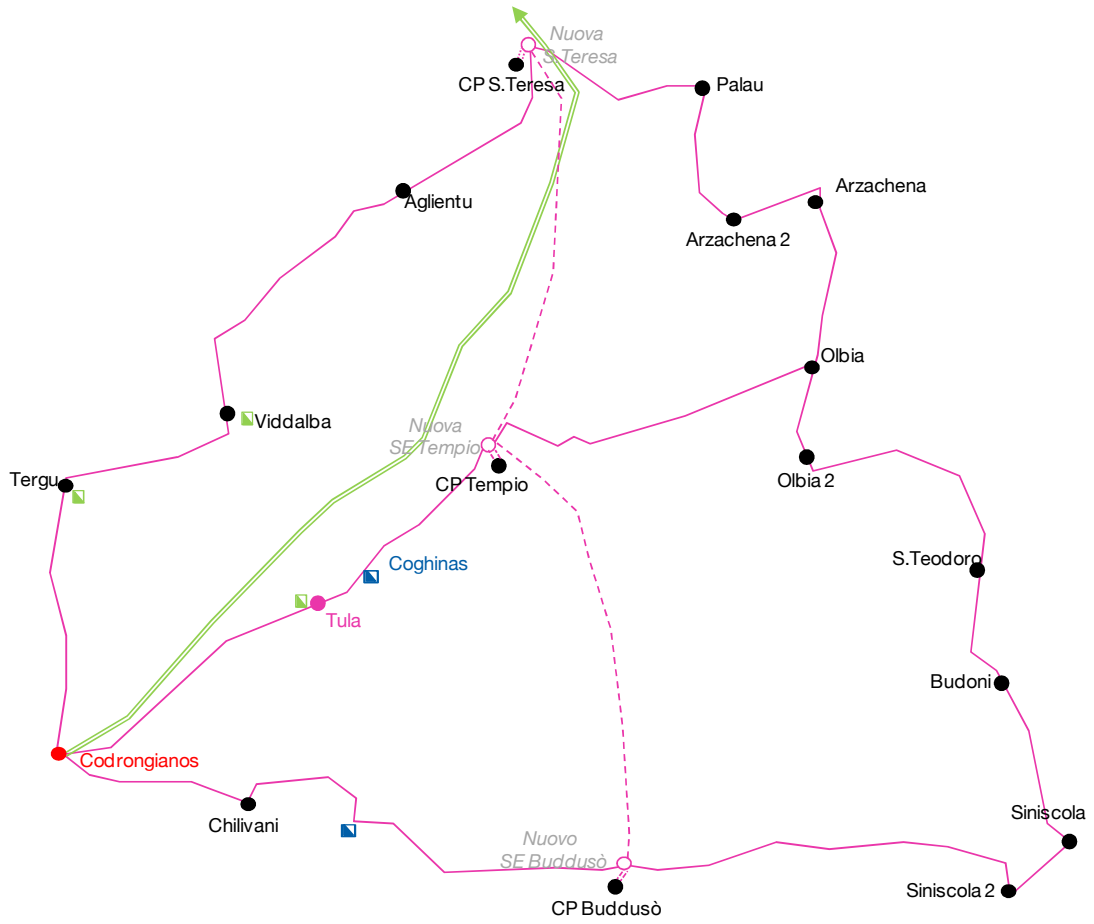 Nuova
S.Teresa
CP S.Teresa
Palau
Aglientu
Arzachena
Arzachena 2
Olbia
Viddalba
Nuova
SE Tempio
CP Tempio
Olbia 2
Tergu
Coghinas
S.Teodoro
Tula
Budoni
Codrongianos
Chilivani
Siniscola
Nuovo
SE Buddusò
Siniscola 2
CP Buddusò